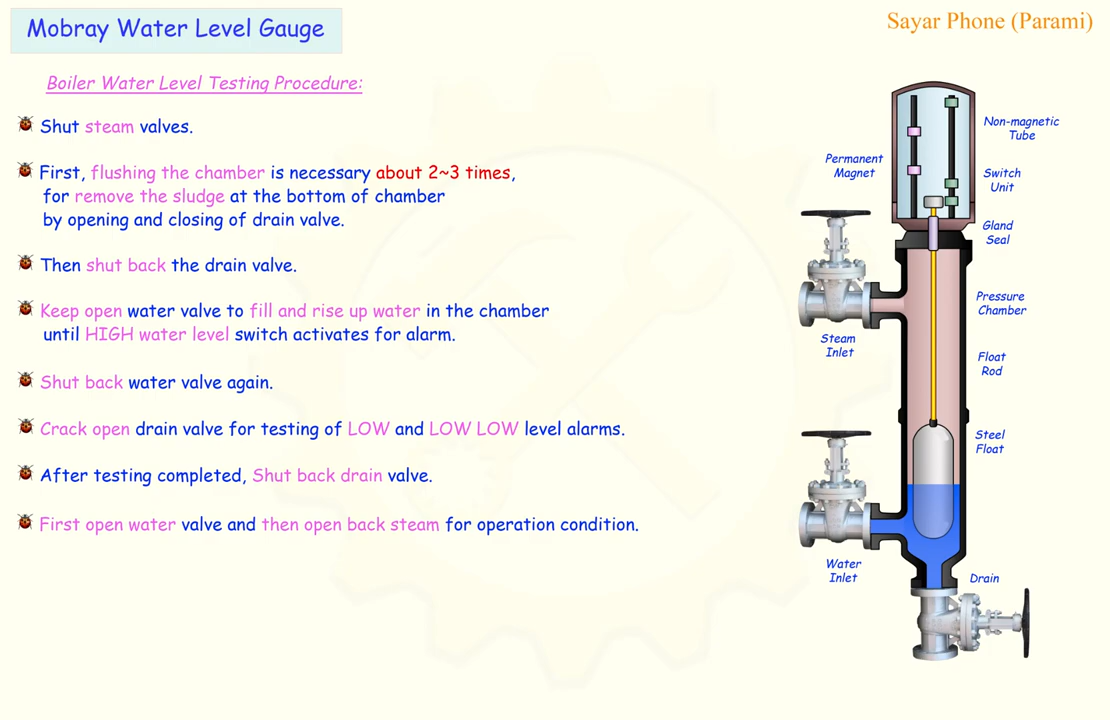 Mobray Water Level Gauge
Sayar Phone (Parami)
Boiler Water Level Testing Procedure:
Shut steam valves.
First, flushing the chamber is necessary about 2~3 times,
for remove the sludge at the bottom of chamber
by opening and closing of drain valve.
Then shut back the drain valve.
Keep open water valve to fill and rise up water in the chamber
until HIGH water level switch activates for alarm.
Shut back water valve again.
Crack open drain valve for testing of LOW and LOW LOW level alarms.
After testing completed, Shut back drain valve.
First open water valve and then open back steam for operation condition.
Non-magnetic
Tube
Permanent
Magnet
Switch
Unit
Gland
Seal
Pressure
Chamber
Steam
Inlet
Float
Rod
Steel
Float
Water
Inlet
Drain